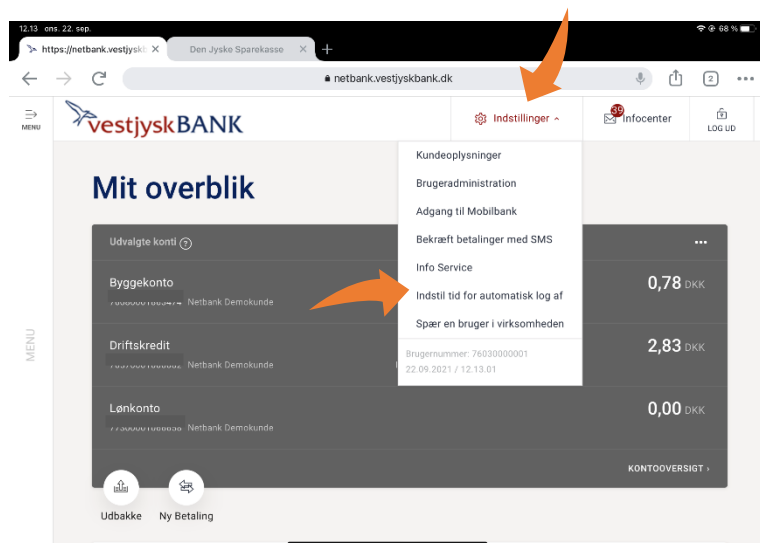 12.13 ons. 22. sep.
68 %
https://netbank.vestjyskb
Den Jyske Sparekasse
netbank.vestjyskbank.dk
2
MENU
vestjyskBANK
Indstillinger
39
Infocenter
LOG UD
Kundeoplysninger
Brugeradministration
Adgang til Mobilbank
Bekræft betalinger med SMS
Info Service
Indstil tid for automatisk log af
Spær en bruger i virksomheden
Brugernummer: 76030000001
22.09.2021 / 12.13.01
Mit overblik
Udvalgte konti ?
Byggekonto
0,78 DKK
Netbank Demokunde
MENU
Driftskredit
2,83 DKK
Netbank Demokunde
Lønkonto
0,00 DKK
Netbank Demokunde
KONTOOVERSIGT
Udbakke
Ny Betaling